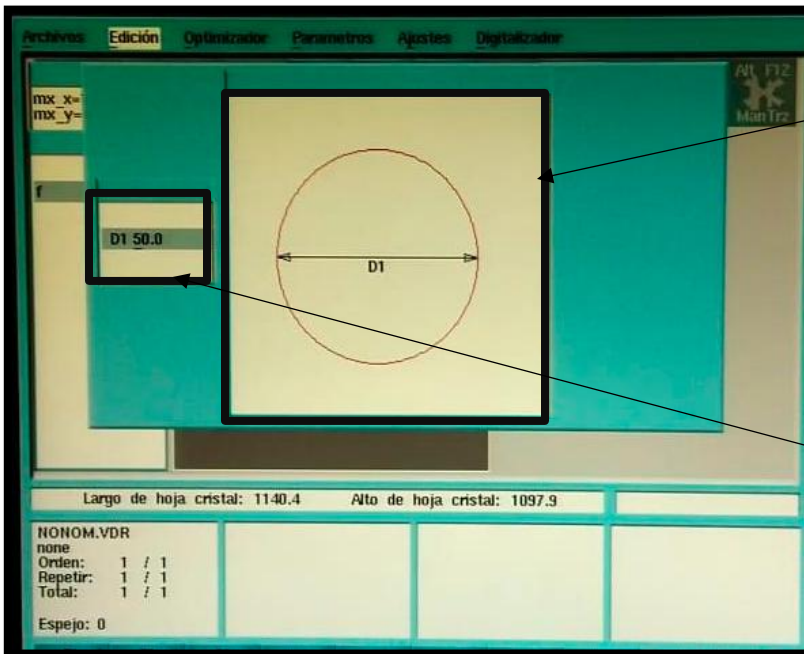 Archivos Edición Optimizador Parametros Ajustes Digitalizador
Alt_F12
ManTrz
mx_x=
mx_y=
f
D1 50.0
D1
Largo de hoja cristal: 1140.4 Alto de hoja cristal: 1097.9
NONOM.VDR
none
Orden: 1 / 1
Repetir: 1 / 1
Total: 1 / 1
Espejo: 0